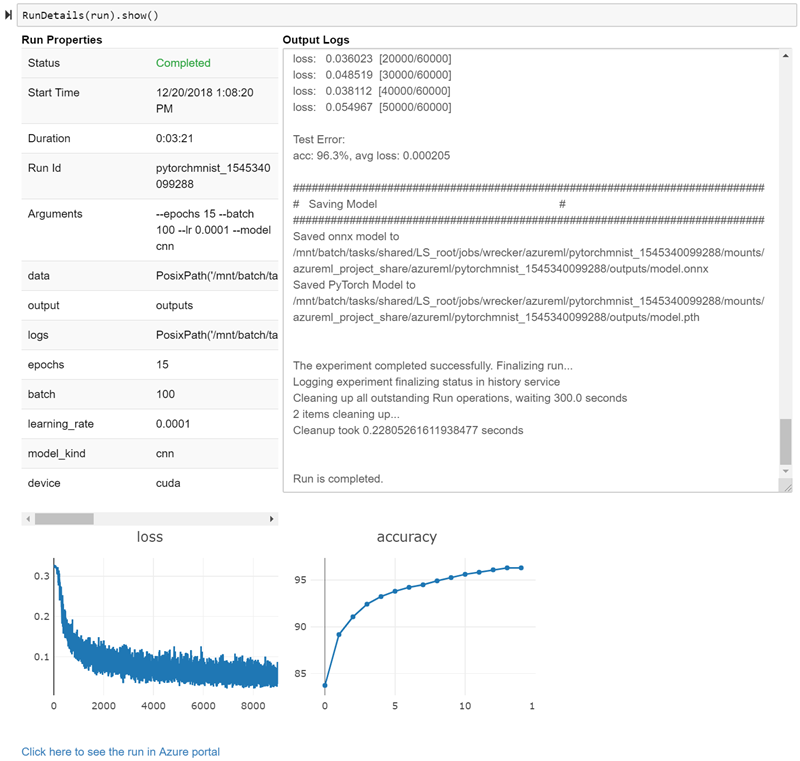 RunDetails(run).show()
Run Properties
Status Completed
Start Time 12/20/2018 1:08:20
PM
Duration 0:03:21
Run Id pytorchmnist_1545340
099288
Arguments --epochs 15 --batch
100 --lr 0.0001 --model
cnn
data PosixPath('/mnt/batch/ta
output outputs
logs PosixPath('/mnt/batch/ta
epochs 15
batch 100
learning_rate 0.0001
model_kind cnn
device cuda
Output Logs
loss: 0.036023 [20000/60000]
loss: 0.048519 [30000/60000]
loss: 0.038112 [40000/60000]
loss: 0.054967 [50000/60000]
Test Error:
acc: 96.3%, avg loss: 0.000205
###########################################################################
# Saving Model #
###########################################################################
Saved onnx model to
/mnt/batch/tasks/shared/LS_root/jobs/wrecker/azureml/pytorchmnist_1545340099288/mounts/
azureml_project_share/azureml/pytorchmnist_1545340099288/outputs/model.onnx
Saved PyTorch Model to
/mnt/batch/tasks/shared/LS_root/jobs/wrecker/azureml/pytorchmnist_1545340099288/mounts/
azureml_project_share/azureml/pytorchmnist_1545340099288/outputs/model.pth
The experiment completed successfully. Finalizing run...
Logging experiment finalizing status in history service
Cleaning up all outstanding Run operations, waiting 300.0 seconds
2 items cleaning up...
Cleanup took 0.22805261611938477 seconds
Run is completed.
loss
0.3
0.2
0.1
0 2000 4000 6000 8000
accuracy
95
90
85
0 5 10 1
Click here to see the run in Azure portal